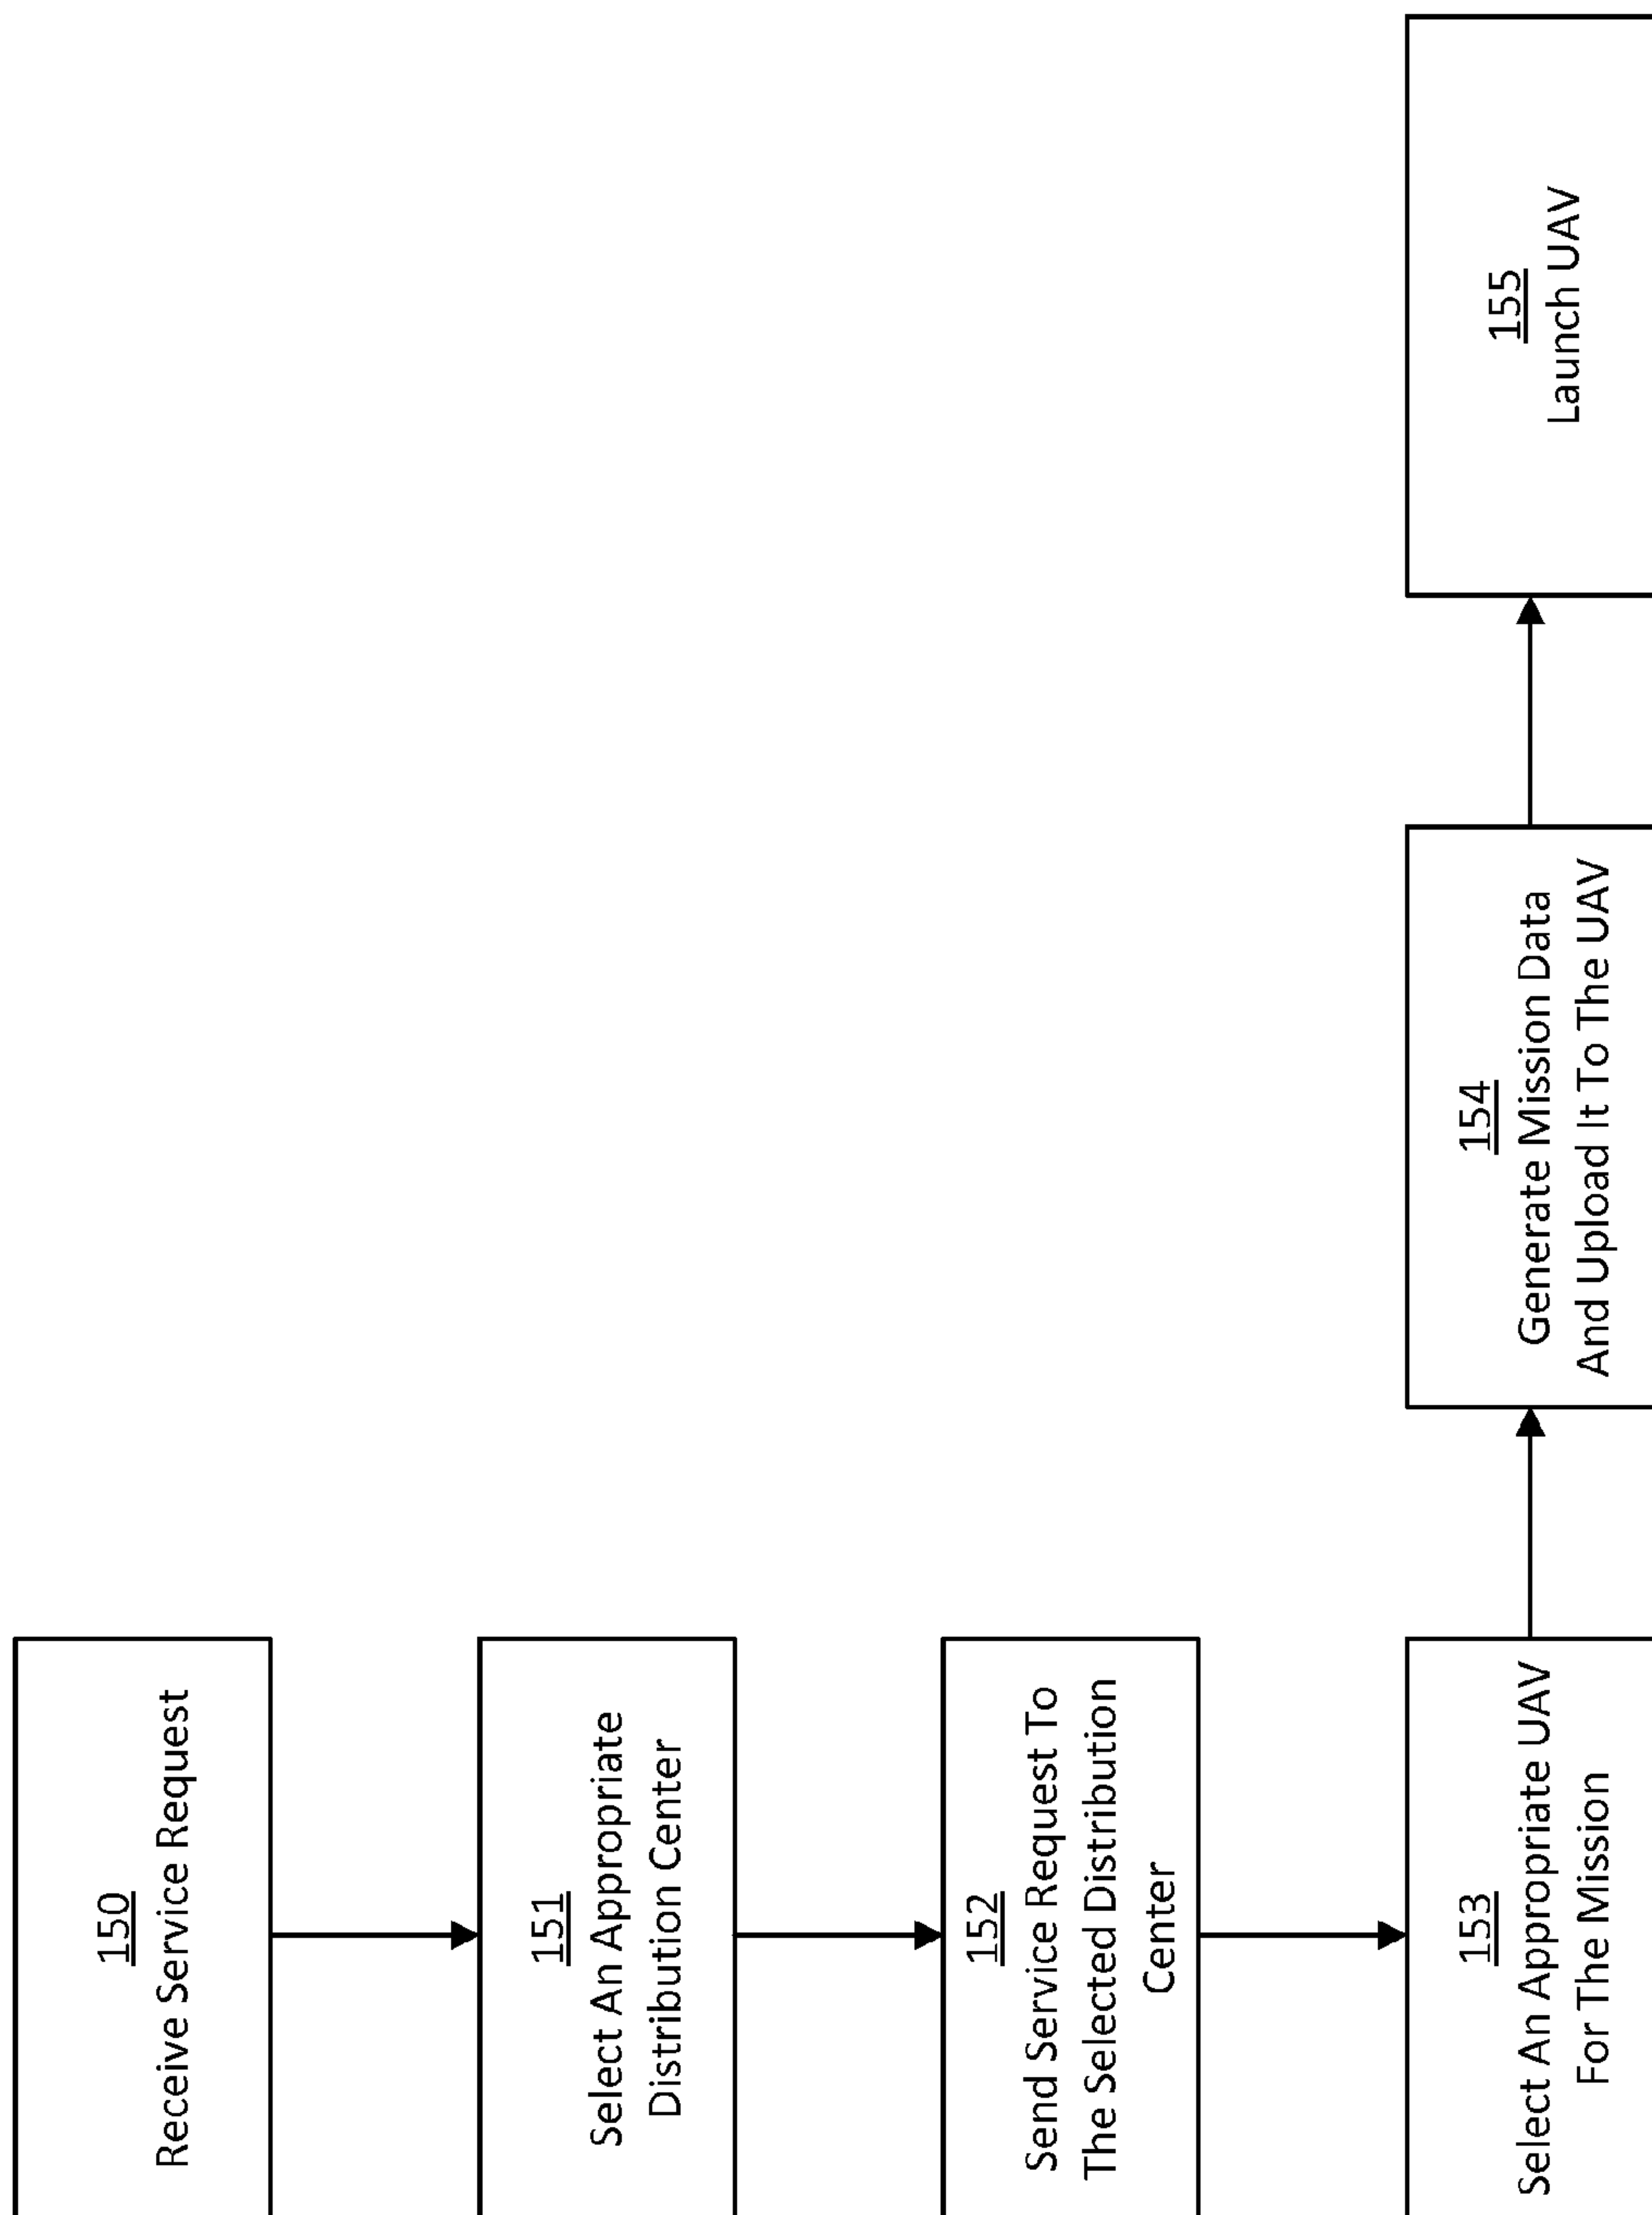 150
Receive Service Request
151
Select An Appropriate
Distribution Center
152
Send Service Request To
The Selected Distribution
Center
153
Select An Appropriate UAV
For The Mission
154
Generate Mission Data
And Upload It To The UAV
155
Launch UAV